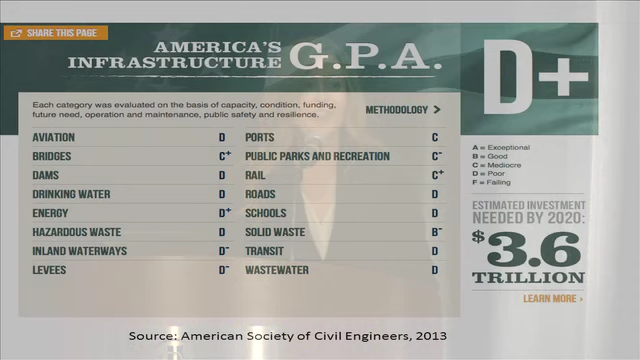 SHARE THIS PAGE
AMERICA'S
INFRASTRUCTURE G.P.A. D+
Each category was evaluated on the basis of capacity, condition, funding,
future need, operation and maintenance, public safety and resilience.
METHODOLOGY >
AVIATION D PORTS C
BRIDGES C+ PUBLIC PARKS AND RECREATION C-
DAMS D RAIL C+
DRINKING WATER D ROADS D
ENERGY D+ SCHOOLS D
HAZARDOUS WASTE D SOLID WASTE B-
INLAND WATERWAYS D- TRANSIT D
LEVEES D- WASTEWATER D
A = Exceptional
B = Good
C = Mediocre
D = Poor
F = Failing
ESTIMATED INVESTMENT
NEEDED BY 2020:
$3.6
TRILLION
LEARN MORE >
Source: American Society of Civil Engineers, 2013